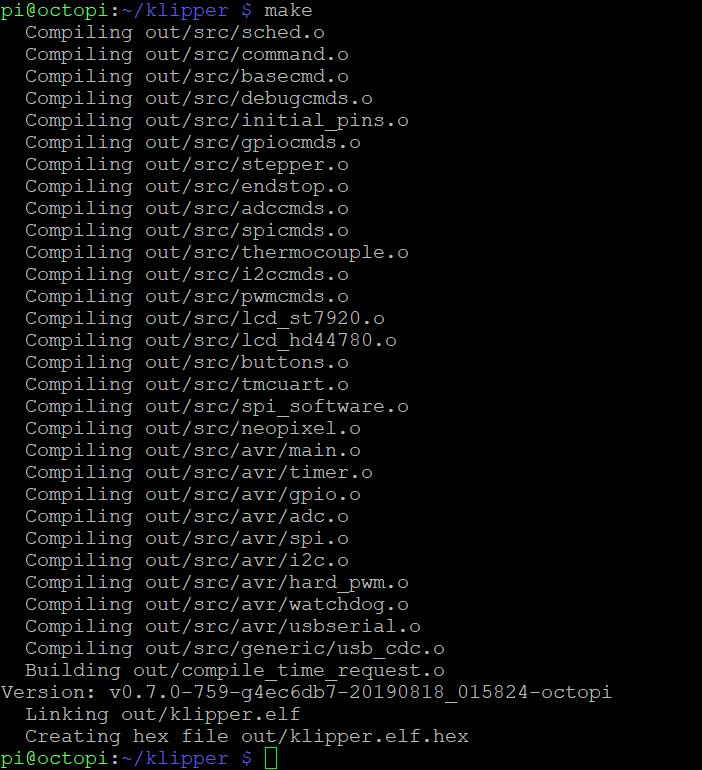 pi@octopi:~/klipper $ make
  Compiling out/src/sched.o
  Compiling out/src/command.o
  Compiling out/src/basecmd.o
  Compiling out/src/debugcmds.o
  Compiling out/src/initial_pins.o
  Compiling out/src/gpiocmds.o
  Compiling out/src/stepper.o
  Compiling out/src/endstop.o
  Compiling out/src/adccmds.o
  Compiling out/src/spicmds.o
  Compiling out/src/thermocouple.o
  Compiling out/src/i2ccmds.o
  Compiling out/src/pwmcmds.o
  Compiling out/src/lcd_st7920.o
  Compiling out/src/lcd_hd44780.o
  Compiling out/src/buttons.o
  Compiling out/src/tmcuart.o
  Compiling out/src/spi_software.o
  Compiling out/src/neopixel.o
  Compiling out/src/avr/main.o
  Compiling out/src/avr/timer.o
  Compiling out/src/avr/gpio.o
  Compiling out/src/avr/adc.o
  Compiling out/src/avr/spi.o
  Compiling out/src/avr/i2c.o
  Compiling out/src/avr/hard_pwm.o
  Compiling out/src/avr/watchdog.o
  Compiling out/src/avr/usbserial.o
  Compiling out/src/generic/usb_cdc.o
  Building out/compile_time_request.o
Version: v0.7.0-759-g4ec6db7-20190818_015824-octopi
  Linking out/klipper.elf
  Creating hex file out/klipper.elf.hex
pi@octopi:~/klipper $